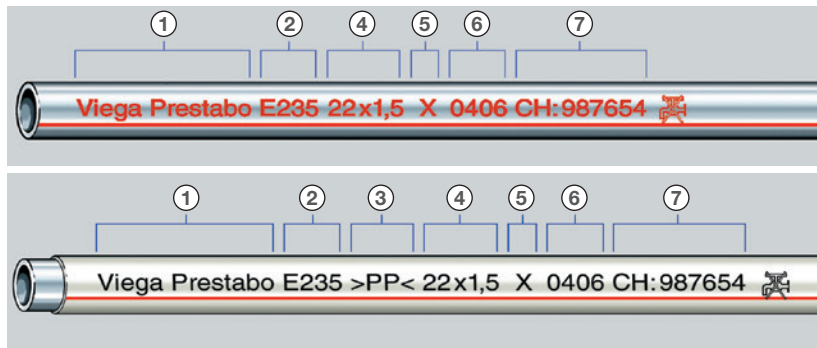 1 2 4 5 6 7
Viega Prestabo E235 22x1,5 X 0406 CH:987654
1 2 3 4 5 6 7
Viega Prestabo E235 >PP< 22x1,5 X 0406 CH:987654